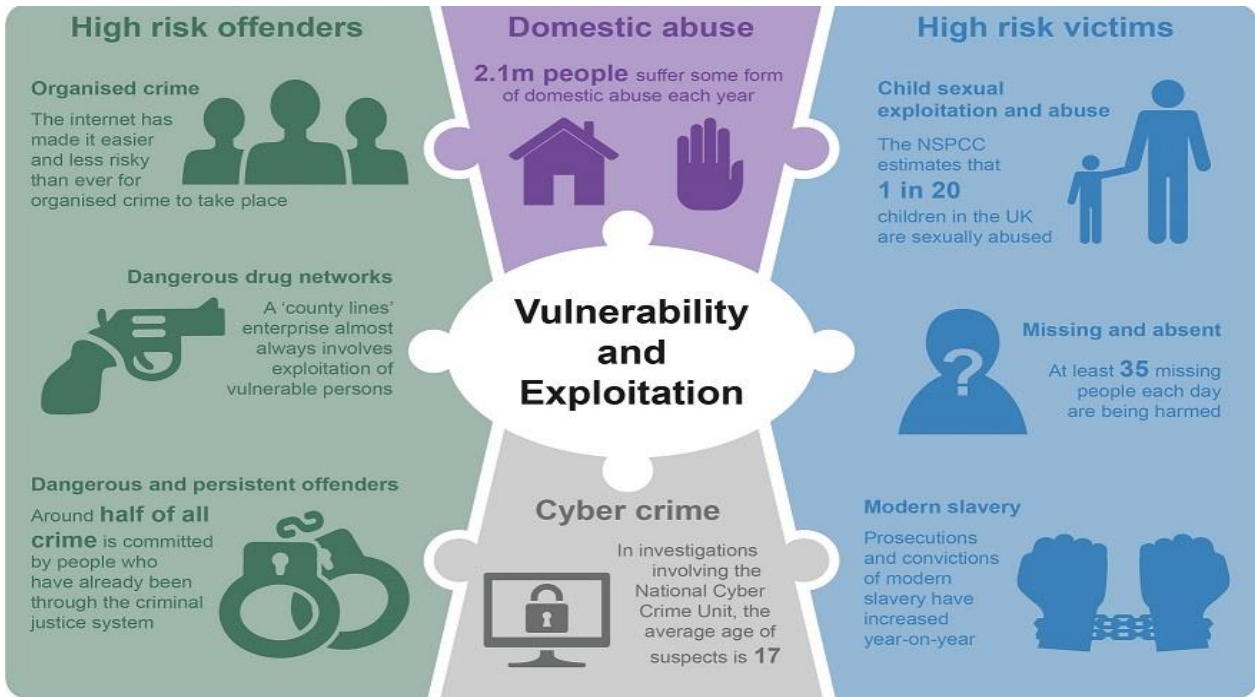 High risk offenders
Organised crime
The internet has
made it easier
and less risky
than ever for
organised crime to take place
Dangerous drug networks
A ‘county lines’
enterprise almost
always involves
exploitation of
vulnerable persons
Dangerous and persistent offenders
Around half of all
crime is committed
by people who
have already been
through the criminal
justice system
Domestic abuse
2.1m people suffer some form
of domestic abuse each year
Vulnerability
and
Exploitation
Cyber crime
In investigations
involving the
National Cyber
Crime Unit, the
average age of
suspects is 17
High risk victims
Child sexual
exploitation and abuse
The NSPCC
estimates that
1 in 20
children in the UK
are sexually abused
?
Missing and absent
At least 35 missing
people each day
are being harmed
Modern slavery
Prosecutions
and convictions
of modern
slavery have
increased
year-on-year